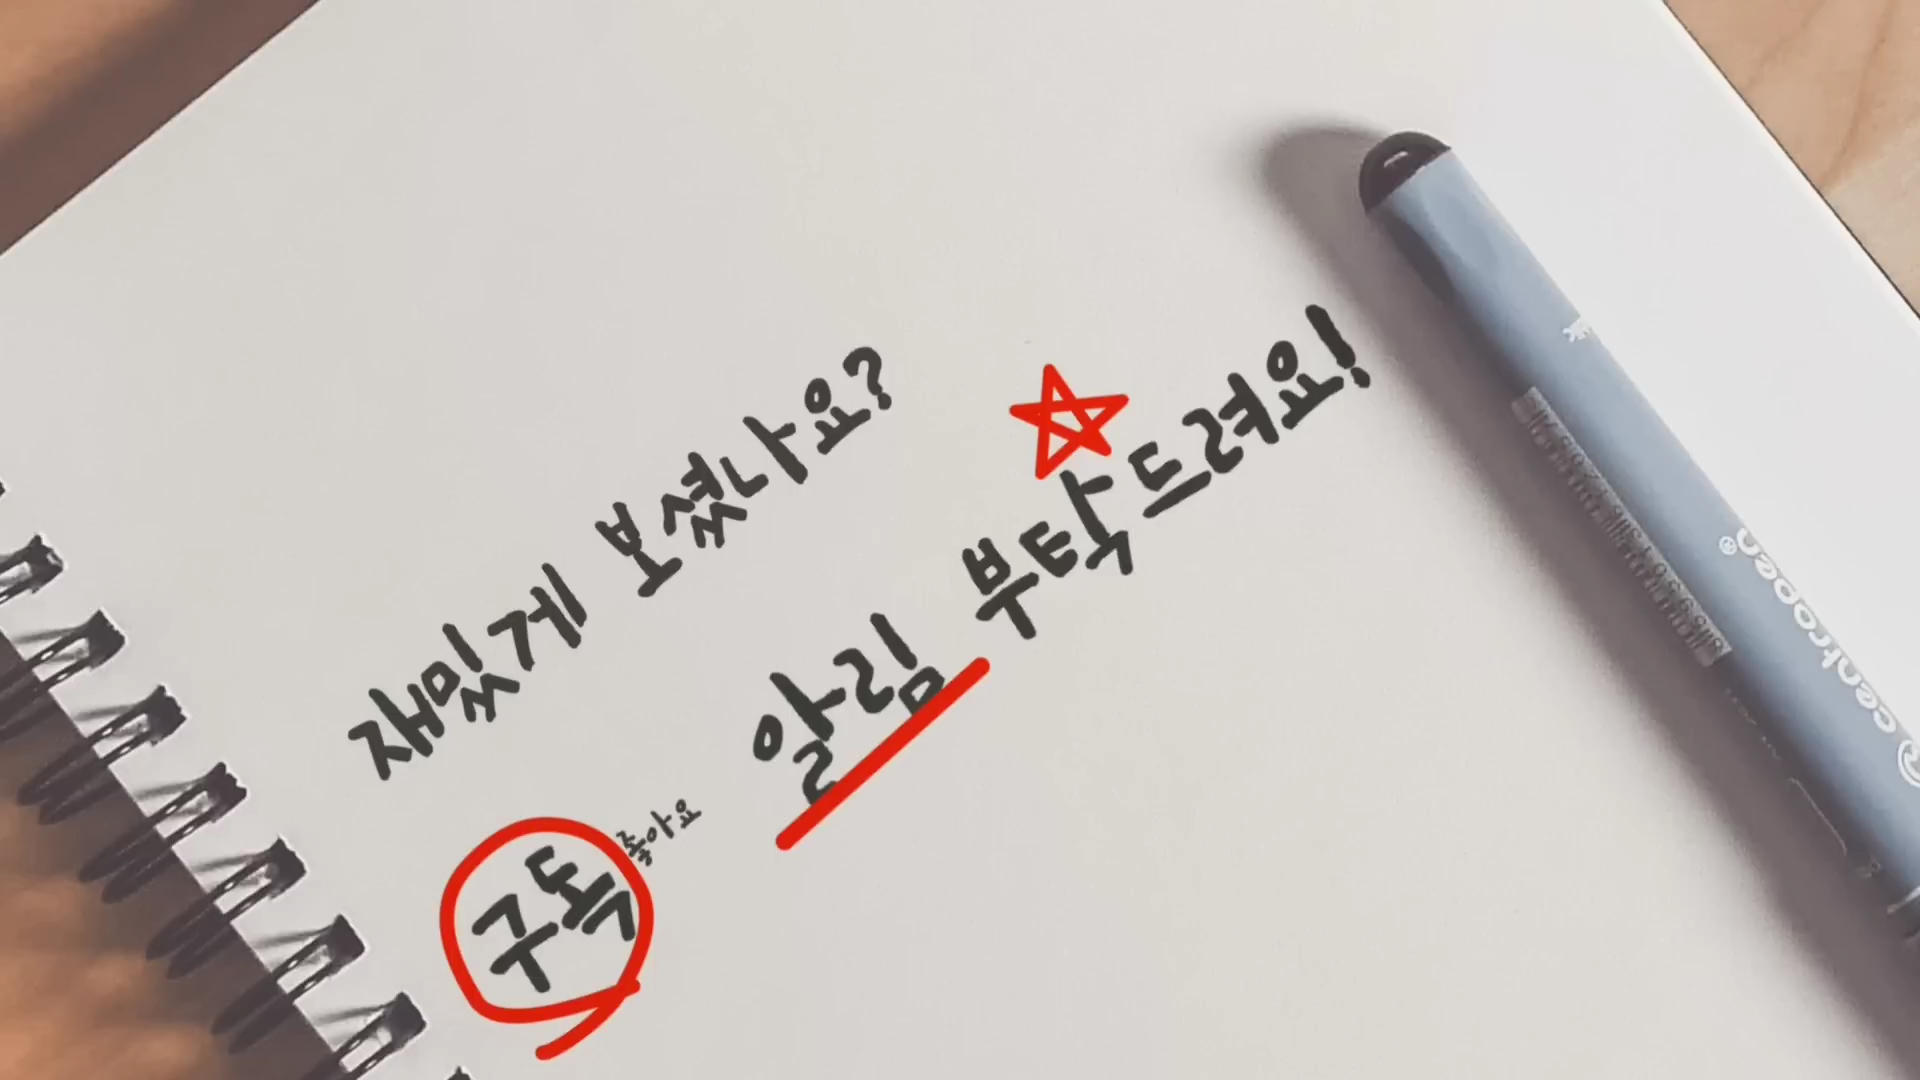 재밌게 보셨나요?
구독 좋아요 알림 부탁드려요!
centropen